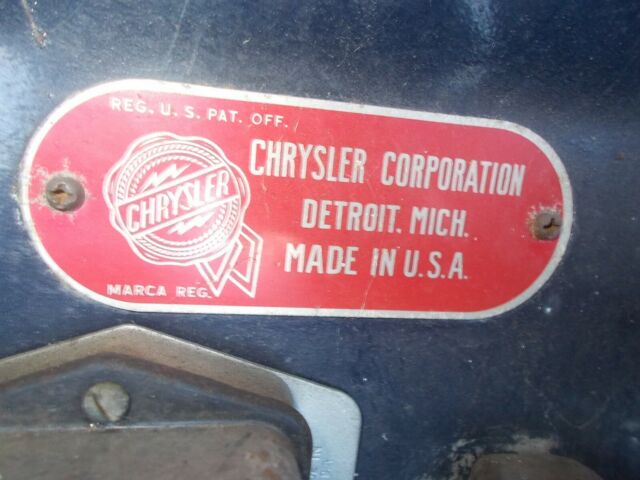 REG. U. S. PAT. OFF.
CHRYSLER
CHRYSLER CORPORATION
DETROIT. MICH.
MADE IN U.S.A.
MARCA REG.